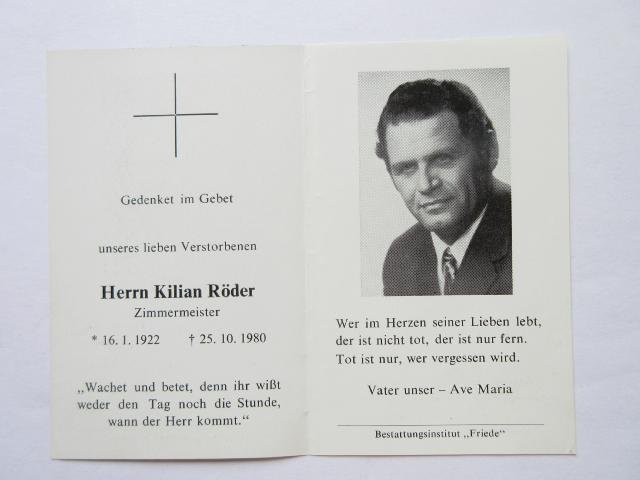 Gedenket im Gebet
unseres lieben Verstorbenen
Herrn Kilian Röder
Zimmermeister
* 16. 1. 1922 † 25. 10. 1980
„Wachet und betet, denn ihr wißt
weder den Tag noch die Stunde,
wann der Herr kommt.“
Wer im Herzen seiner Lieben lebt,
der ist nicht tot, der ist nur fern.
Tot ist nur, wer vergessen wird.
Vater unser – Ave Maria
Bestattungsinstitut „Friede“